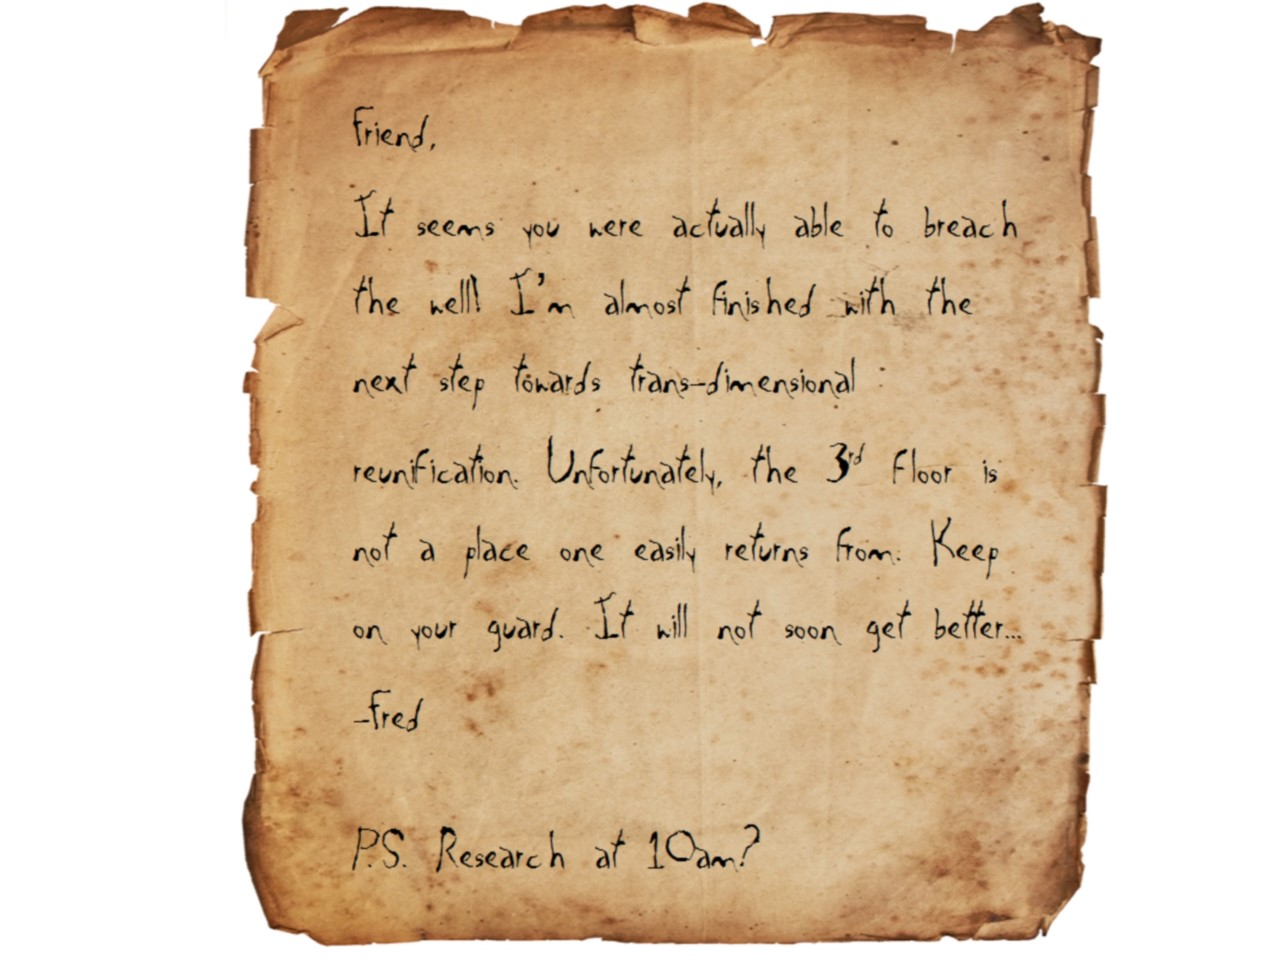 Friend,
It seems you were actually able to breach
the well! I'm almost finished with the
next step towards trans-dimensional
reunification. Unfortunately, the 3rd Floor is
not a place one easily returns from. Keep
on your guard. It will not soon get better...
-Fred
P.S. Research at 10am?